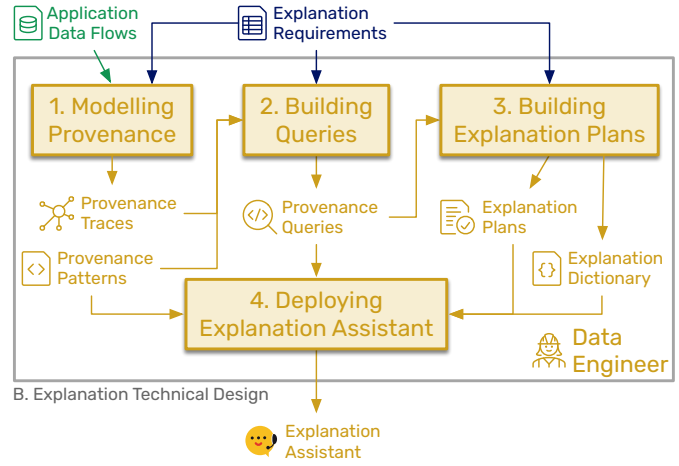 Application
Data Flows
Explanation
Requirements
1. Modelling
Provenance
2. Building
Queries
3. Building
Explanation Plans
Provenance
Traces
Provenance
Queries
Explanation
Plans
Provenance
Patterns
Explanation
Dictionary
4. Deploying
Explanation Assistant
Data
Engineer
B. Explanation Technical Design
Explanation
Assistant